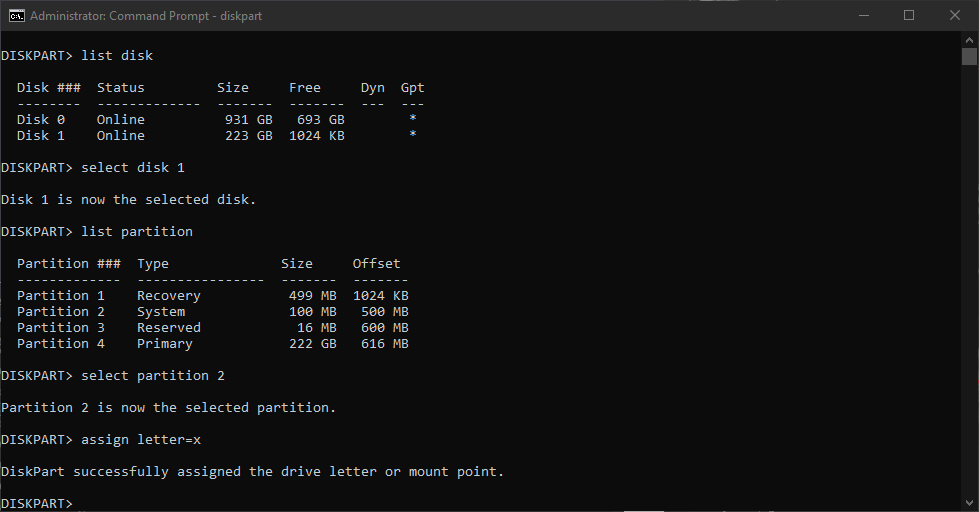 Administrator: Command Prompt - diskpart
DISKPART> list disk
  Disk ###  Status         Size     Free     Dyn  Gpt
  --------  -------------  -------  -------  ---  ---
  Disk 0    Online          931 GB   693 GB        *
  Disk 1    Online          223 GB  1024 KB        *
DISKPART> select disk 1
Disk 1 is now the selected disk.
DISKPART> list partition
  Partition ###  Type              Size     Offset
  -------------  ----------------  -------  -------
  Partition 1    Recovery           499 MB  1024 KB
  Partition 2    System             100 MB   500 MB
  Partition 3    Reserved            16 MB   600 MB
  Partition 4    Primary            222 GB   616 MB
DISKPART> select partition 2
Partition 2 is now the selected partition.
DISKPART> assign letter=x
DiskPart successfully assigned the drive letter or mount point.
DISKPART>